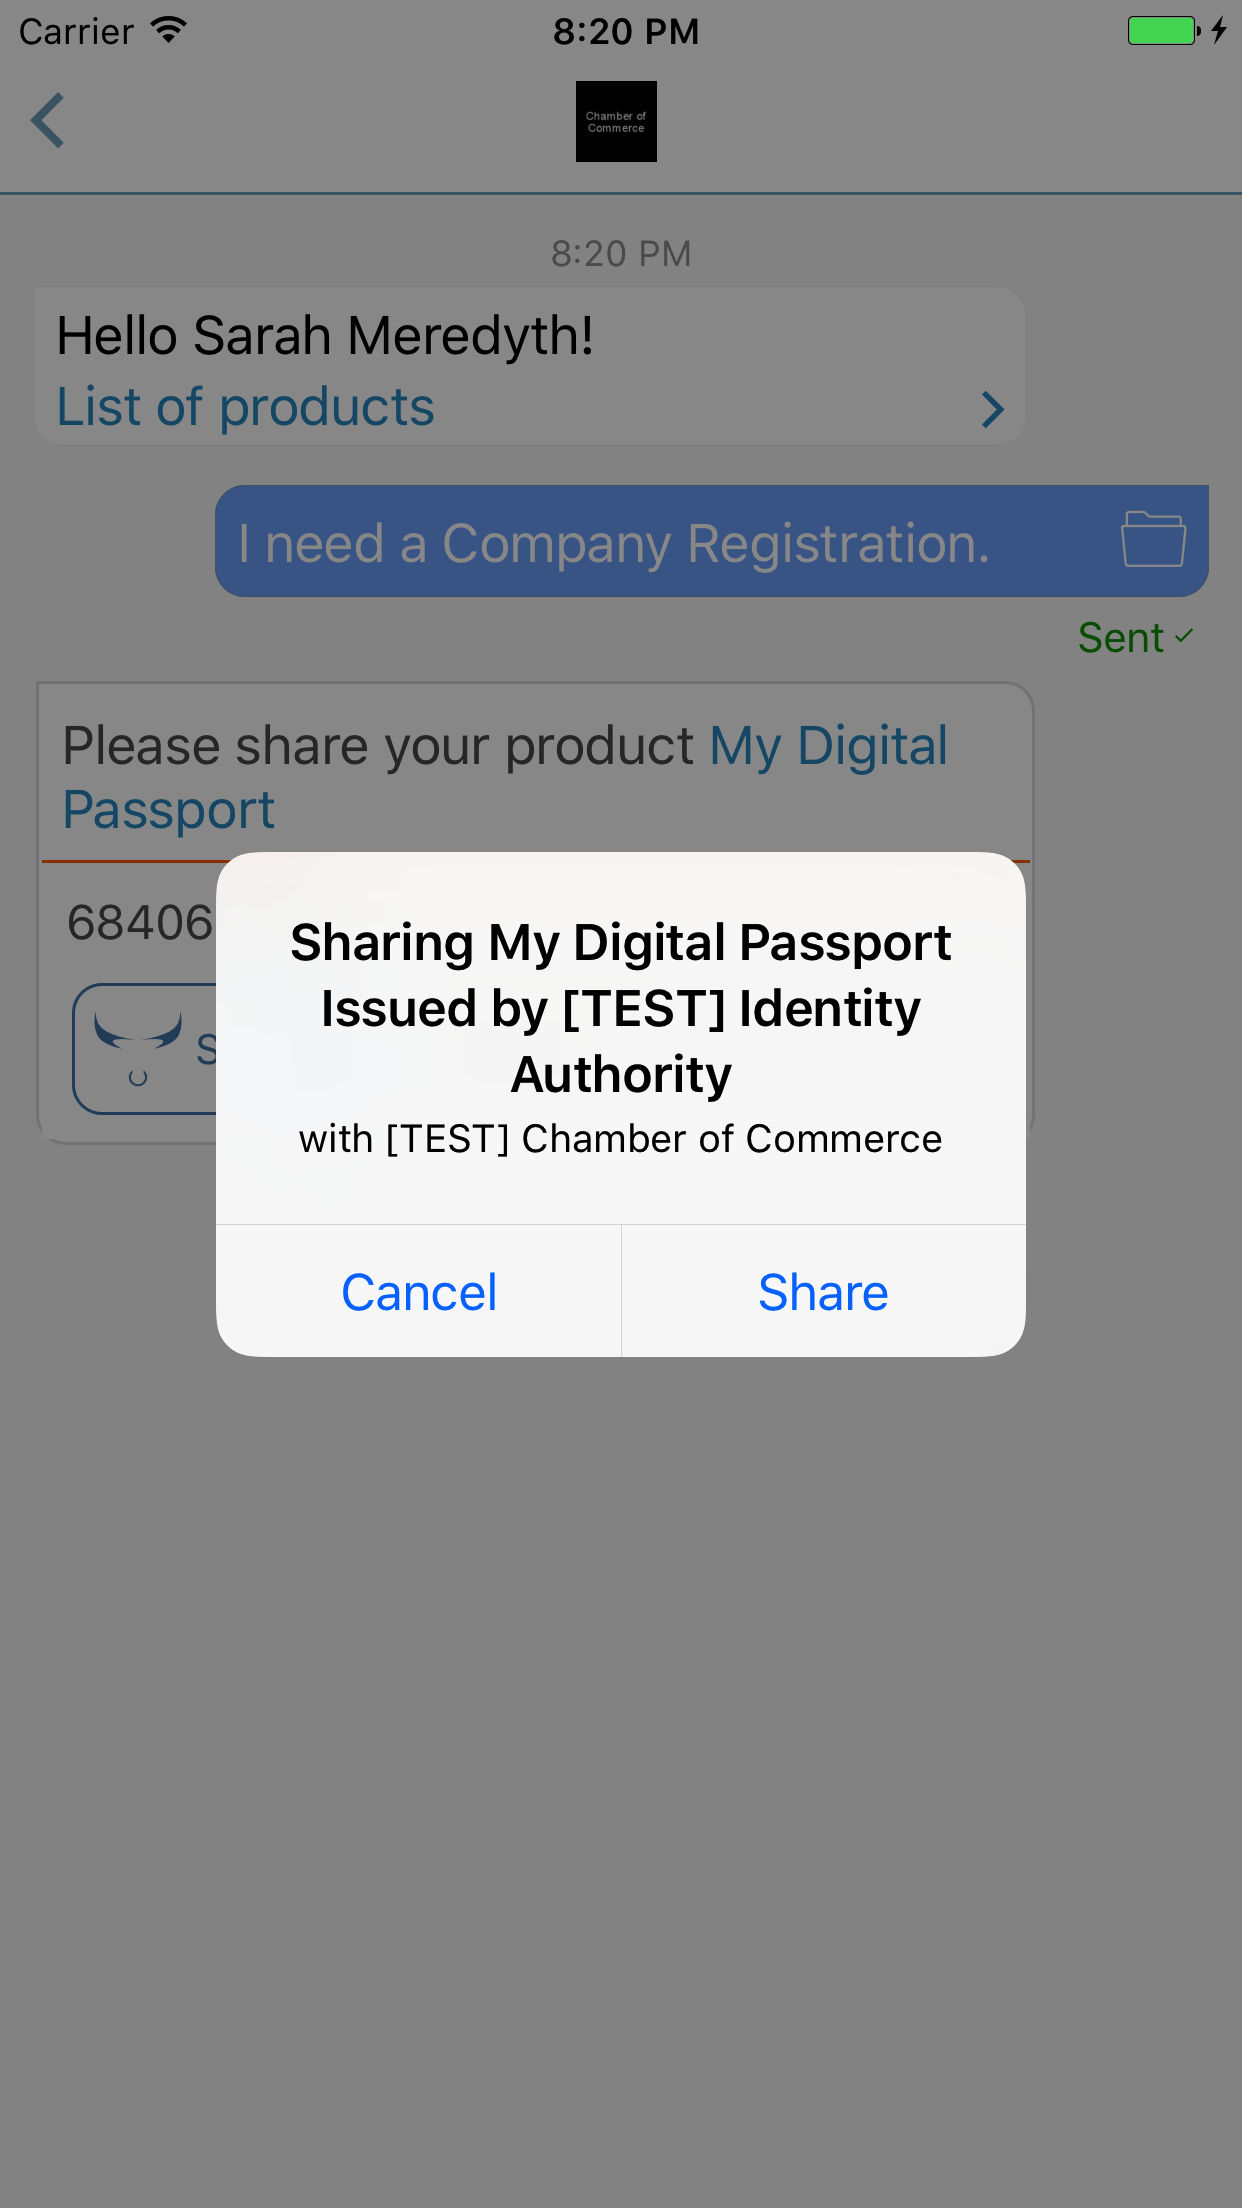 Carrier 8:20 PM
Chamber of
Commerce
8:20 PM
Hello Sarah Meredyth!
List of products
I need a Company Registration.
Sent
Please share your product My Digital
Passport
68406
Sharing My Digital Passport
Issued by [TEST] Identity
Authority
with [TEST] Chamber of Commerce
Cancel Share